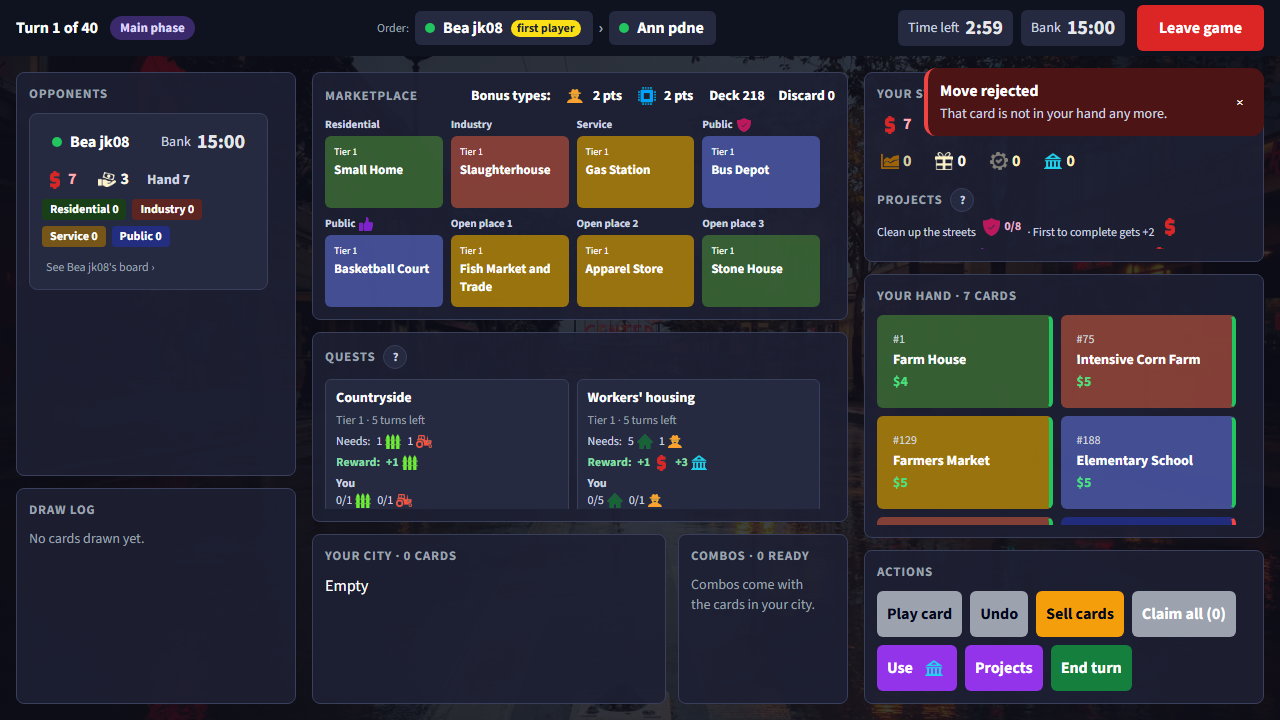 Turn 1 of 40
Main phase
Order:
Bea jk08
first player
›
Ann pdne
Time left 2:59
Bank 15:00
Leave game
OPPONENTS
Bea jk08
Bank 15:00
7
3
Hand 7
Residential 0
Industry 0
Service 0
Public 0
See Bea jk08's board ›
DRAW LOG
No cards drawn yet.
MARKETPLACE
Bonus types:
2 pts
2 pts
Deck 218
Discard 0
Residential
Tier 1
Small Home
Industry
Tier 1
Slaughterhouse
Service
Tier 1
Gas Station
Public
Tier 1
Bus Depot
Public
Tier 1
Basketball Court
Open place 1
Tier 1
Fish Market and
Trade
Open place 2
Tier 1
Apparel Store
Open place 3
Tier 1
Stone House
QUESTS
?
Countryside
Tier 1 · 5 turns left
Needs: 1 1
Reward: +1
You
0/1 0/1
Workers' housing
Tier 1 · 5 turns left
Needs: 5 1
Reward: +1 +3
You
0/5 0/1
YOUR CITY · 0 CARDS
Empty
COMBOS · 0 READY
Combos come with
the cards in your city.
YOUR S
7
Move rejected
That card is not in your hand any more.
×
0
0
0
0
PROJECTS
?
Clean up the streets 0/8 · First to complete gets +2
YOUR HAND · 7 CARDS
#1
Farm House
$4
#75
Intensive Corn Farm
$5
#129
Farmers Market
$5
#188
Elementary School
$5
ACTIONS
Play card
Undo
Sell cards
Claim all (0)
Use
Projects
End turn